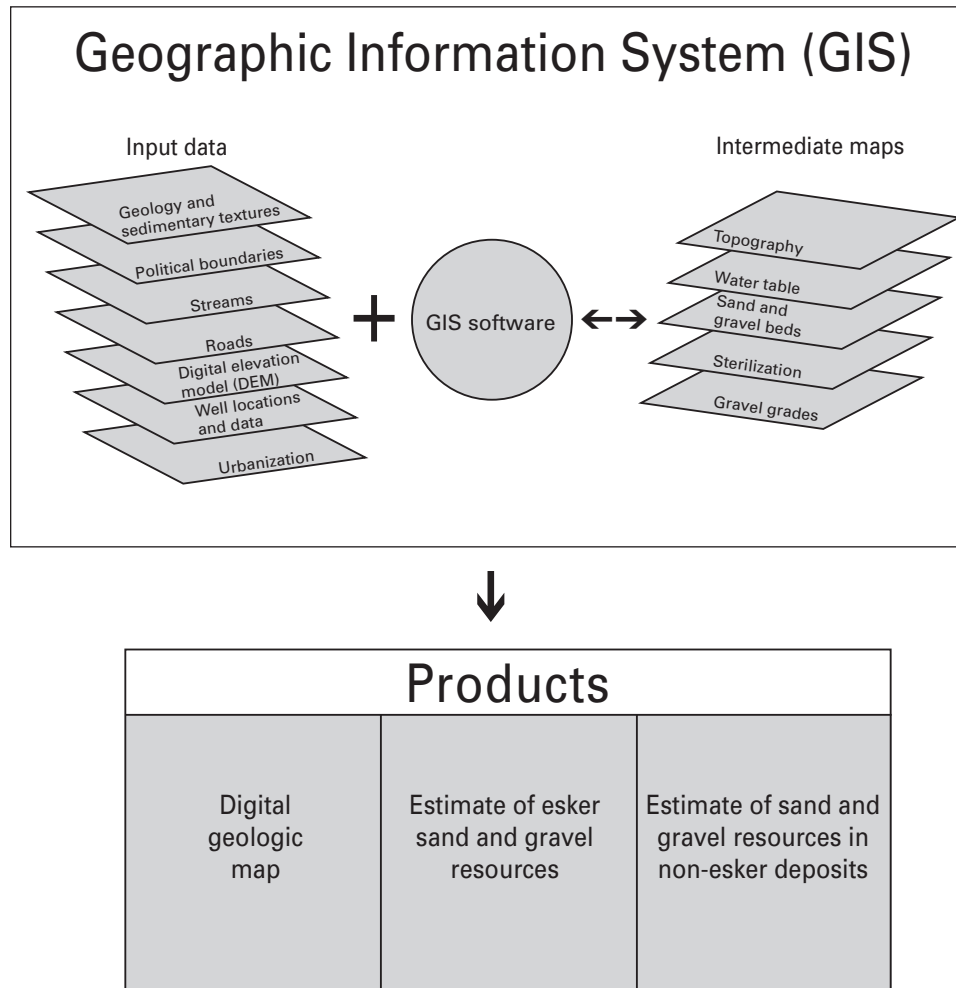 Geographic Information System (GIS)
Input data
Geology and
sedimentary textures
Political boundaries
Streams
Roads
Digital elevation
model (DEM)
Well locations
and data
Urbanization
+
GIS software
Intermediate maps
Topography
Water table
Sand and
gravel beds
Sterilization
Gravel grades
Products
Digital
geologic
map
Estimate of esker
sand and gravel
resources
Estimate of sand and
gravel resources in
non-esker deposits